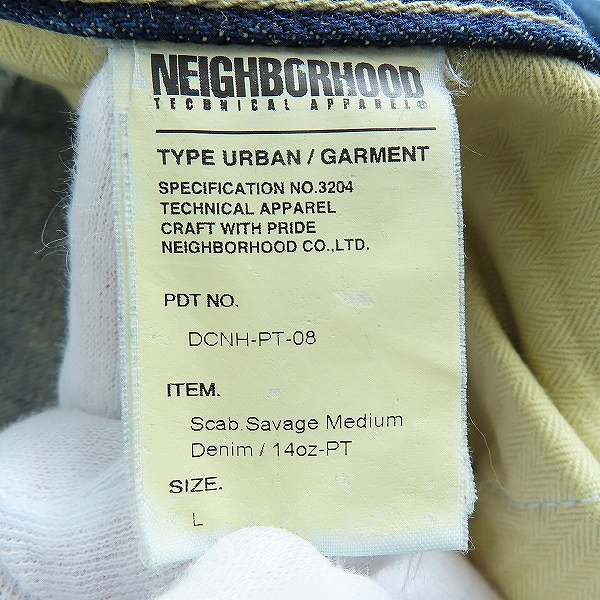 NEIGHBORHOOD
TECHNICAL APPAREL®
TYPE URBAN / GARMENT
SPECIFICATION NO.3204
TECHNICAL APPAREL
CRAFT WITH PRIDE
NEIGHBORHOOD CO.,LTD.
PDT NO.
DCNH-PT-08
ITEM.
Scab.Savage Medium
Denim / 14oz-PT
SIZE.
L